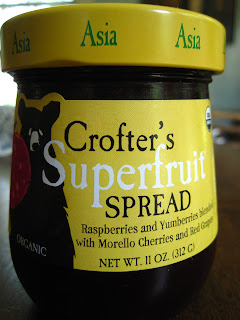 Asia Asia Asia
Crofter's
Superfruit
SPREAD
Raspberries and Yumberries blended
with Morello Cherries and Red Grapes
ORGANIC
NET WT. 11 OZ. (312 G)